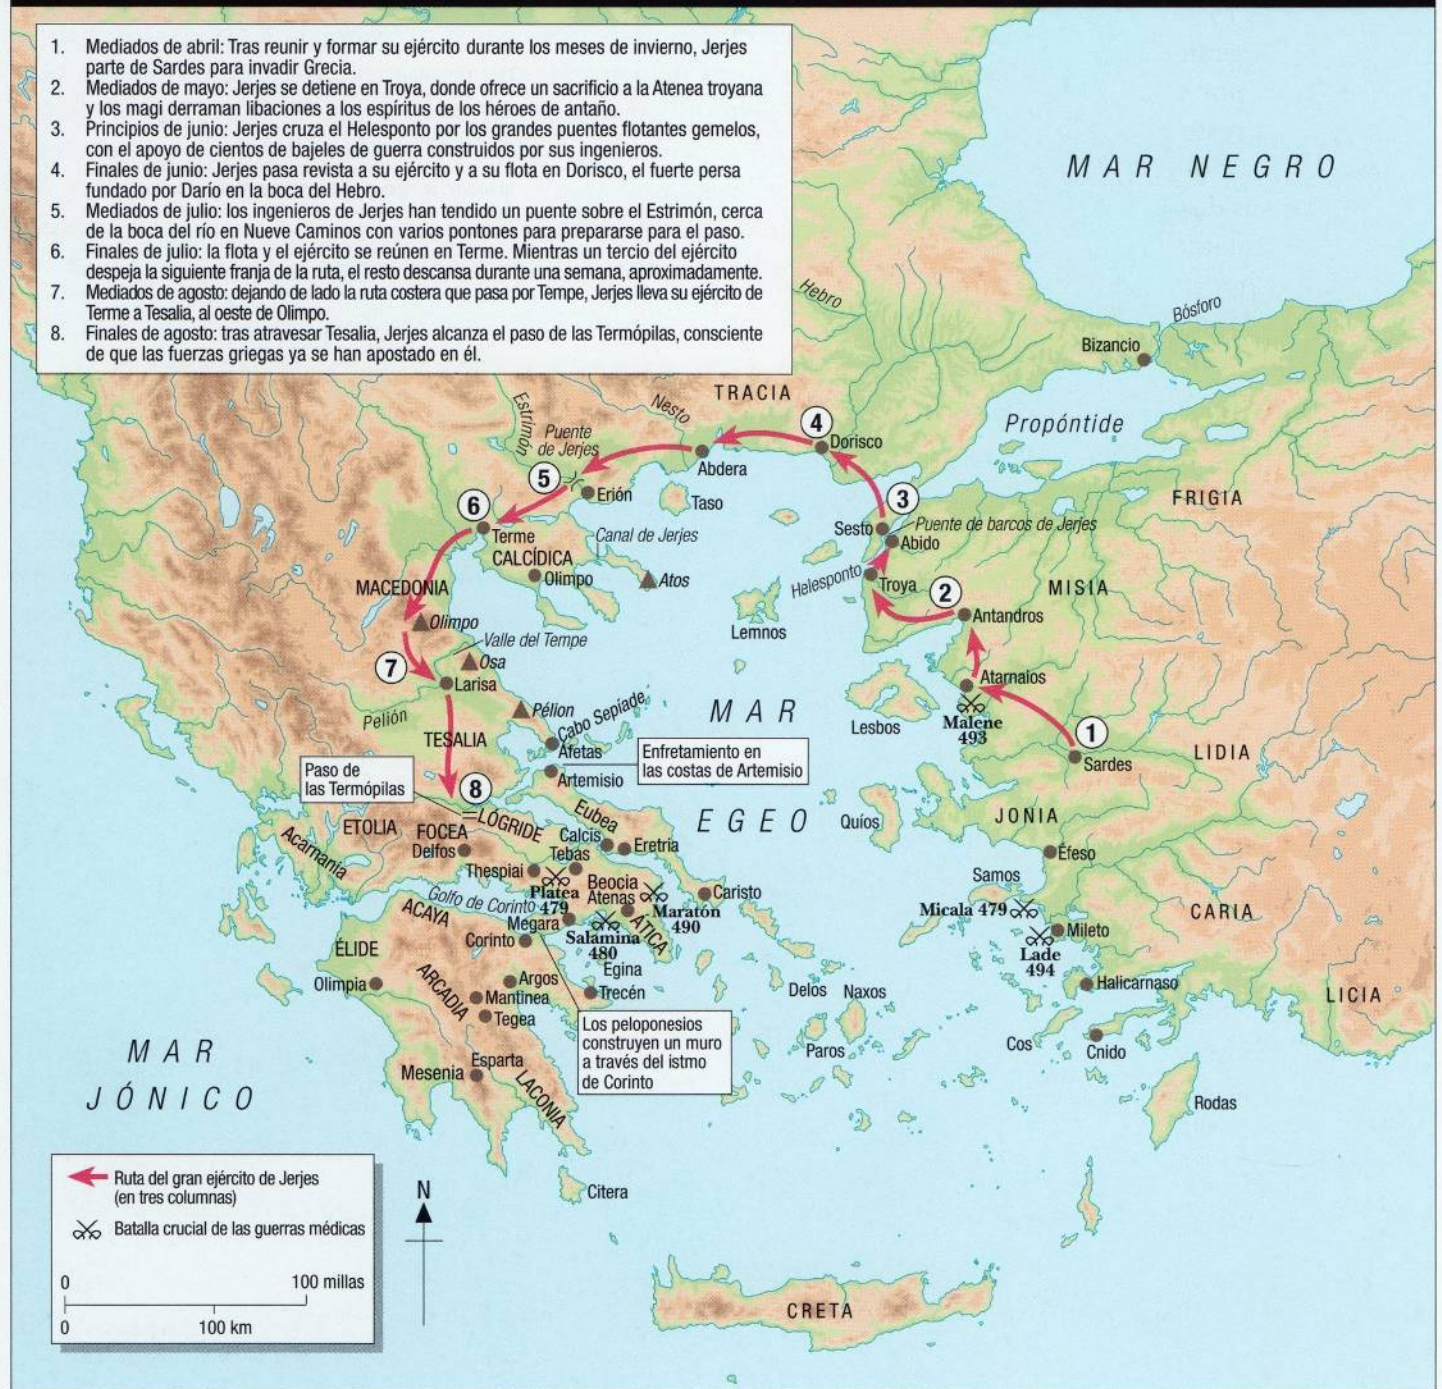 1. Mediados de abril: Tras reunir y formar su ejército durante los meses de invierno, Jerjes
parte de Sardes para invadir Grecia.
2. Mediados de mayo: Jerjes se detiene en Troya, donde ofrece un sacrificio a la Atenea troyana
y los magi derraman libaciones a los espíritus de los héroes de antaño.
3. Principios de junio: Jerjes cruza el Helesponto por los grandes puentes flotantes gemelos,
con el apoyo de cientos de bajeles de guerra construidos por sus ingenieros.
4. Finales de junio: Jerjes pasa revista a su ejército y a su flota en Dorisco, el fuerte persa
fundado por Darío en la boca del Hebro.
5. Mediados de julio: los ingenieros de Jerjes han tendido un puente sobre el Estrimón, cerca
de la boca del río en Nueve Caminos con varios pontones para prepararse para el paso.
6. Finales de julio: la flota y el ejército se reúnen en Terme. Mientras un tercio del ejército
despeja la siguiente franja de la ruta, el resto descansa durante una semana, aproximadamente.
7. Mediados de agosto: dejando de lado la ruta costera que pasa por Tempe, Jerjes lleva su ejército de
Terme a Tesalia, al oeste de Olimpo.
8. Finales de agosto: tras atravesar Tesalia, Jerjes alcanza el paso de las Termópilas, consciente
de que las fuerzas griegas ya se han apostado en él.
MAR NEGRO
Hebro
Bósforo
Bizancio
TRACIA
Nesto
Estrimón
Puente
de Jerjes
4
Dorisco
Propóntide
Abdera
5
Erión
Taso
3
FRIGIA
6
Terme
Sesto
Puente de barcos de Jerjes
Abido
Canal de Jerjes
CALCÍDICA
Olimpo
Atos
Helesponto
Troya
MACEDONIA
2
MISIA
Antandros
Olimpo
Lemnos
Valle del Tempe
7
Osa
Larisa
Atarnaios
Pelión
Pélion
MAR
Lesbos
Malene
493
1
Cabo Sepíade
TESALIA
Afetas
Enfretamiento en
las costas de Artemisio
LIDIA
Sardes
Paso de
las Termópilas
Artemisio
8
EGEO
Eubea
Quíos
JONIA
LÓGRIDE
ETOLIA
FOCEA
Acarnanía
Calcis
Eretria
Delfos
Tebas
Éfeso
Thespiai
Samos
Beocia
Platea
479
Golfo de Corinto
Atenas
Caristo
Maratón
490
ACAYA
Megara
ÁTICA
Micala 479
CARIA
Mileto
Corinto
Salamina
480
ÉLIDE
Lade
494
Egina
Olimpia
ARCADIA
Argos
Trecén
Delos
Naxos
Halicarnaso
LICIA
Mantinea
Tegea
Los peloponesios
construyen un muro
a través del istmo
de Corinto
Paros
Cos
Cnido
MAR
JÓNICO
Esparta
Mesenia
LACONIA
Rodas
Citera
Ruta del gran ejército de Jerjes
(en tres columnas)
Batalla crucial de las guerras médicas
N
0
100 millas
0
100 km
CRETA